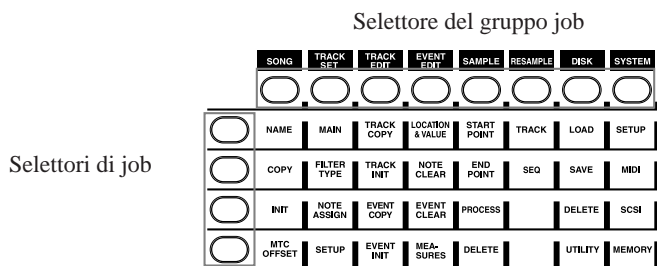 Selettore del gruppo job
SONG TRACK SET TRACK EDIT EVENT EDIT SAMPLE RESAMPLE DISK SYSTEM
Selettori di job
NAME MAIN TRACK COPY LOCATION & VALUE START POINT TRACK LOAD SETUP
COPY FILTER TYPE TRACK INIT NOTE CLEAR END POINT SEQ SAVE MIDI
INIT NOTE ASSIGN EVENT COPY EVENT CLEAR PROCESS DELETE SCSI
MTC OFFSET SETUP EVENT INIT MEA- SURES DELETE UTILITY MEMORY